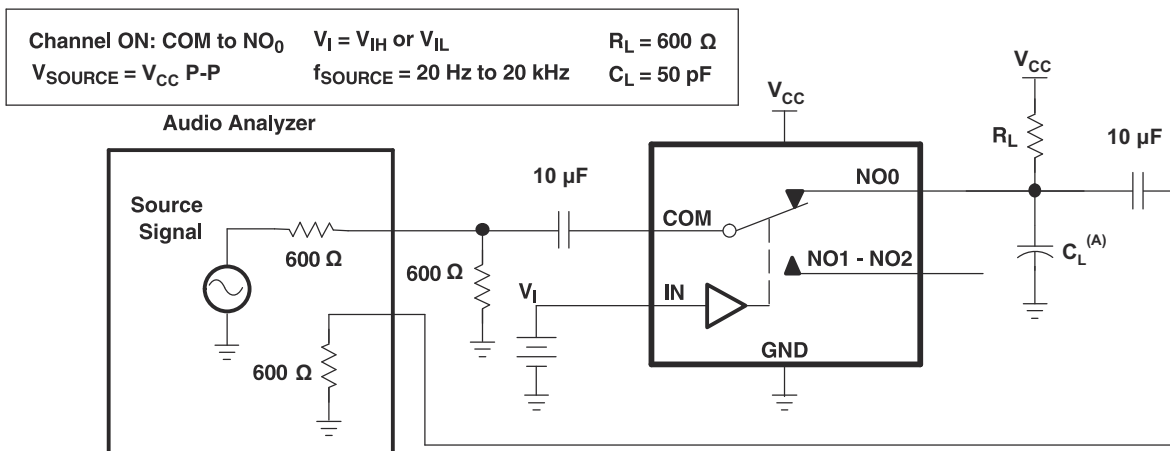 Channel ON: COM to NO0 VI = VIH or VIL RL = 600 Ω
VSOURCE = VCC P-P fSOURCE = 20 Hz to 20 kHz CL = 50 pF
Audio Analyzer
Source
Signal
600 Ω
600 Ω
600 Ω
10 µF
VI
VCC
COM
IN
NO0
NO1 - NO2
GND
VCC
RL
10 µF
CL(A)